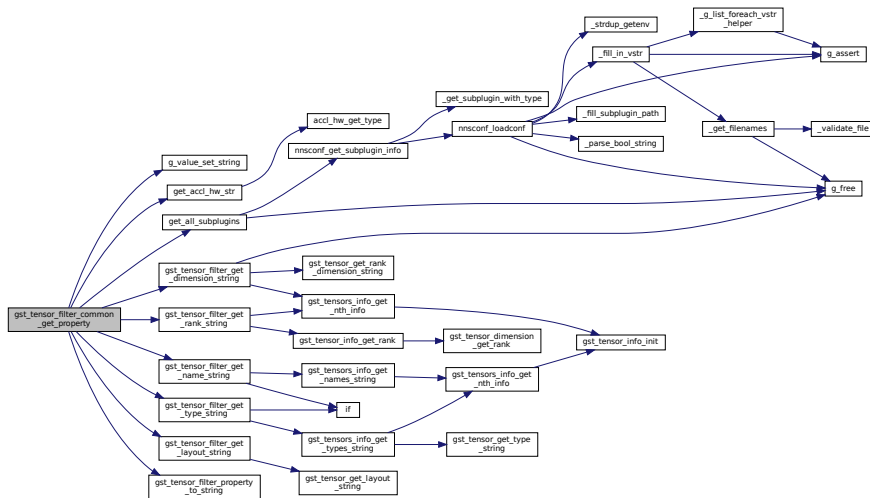 gst_tensor_filter_common
_get_property
g_value_set_string
get_accl_hw_str
get_all_subplugins
gst_tensor_filter_get
_dimension_string
gst_tensor_filter_get
_rank_string
gst_tensor_filter_get
_name_string
gst_tensor_filter_get
_type_string
gst_tensor_filter_get
_layout_string
gst_tensor_filter_property
_to_string
accl_hw_get_type
nnsconf_get_subplugin_info
gst_tensor_get_rank
_dimension_string
gst_tensors_info_get
_nth_info
gst_tensor_info_get_rank
gst_tensors_info_get
_names_string
if
gst_tensors_info_get
_types_string
gst_tensor_get_layout
_string
_get_subplugin_with_type
nnsconf_loadconf
gst_tensor_dimension
_get_rank
gst_tensors_info_get
_nth_info
gst_tensor_get_type
_string
_strdup_getenv
_fill_in_vstr
_fill_subplugin_path
_parse_bool_string
gst_tensor_info_init
_g_list_foreach_vstr
_helper
_get_filenames
g_assert
_validate_file
g_free